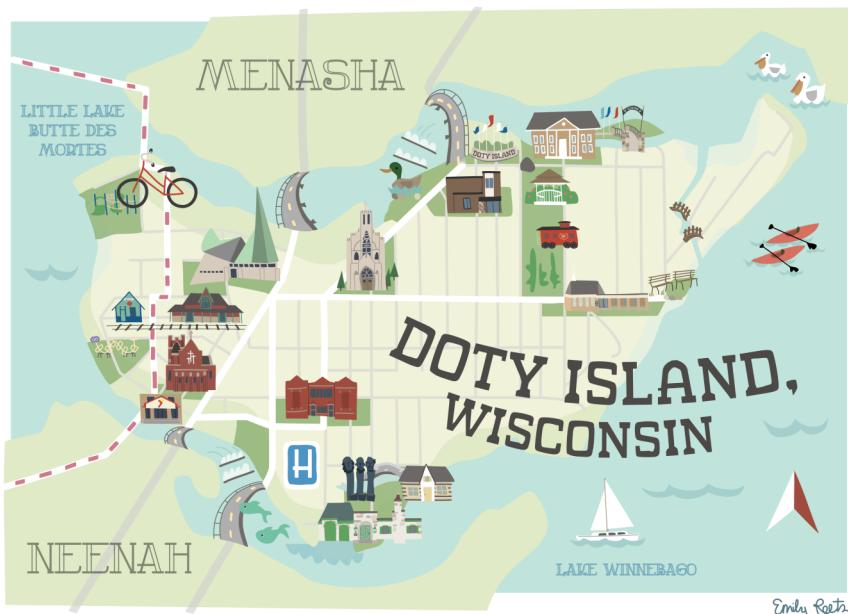 MENASHA
LITTLE LAKE
BUTTE DES
MORTES
DOTY ISLAND
DOTY ISLAND,
WISCONSIN
H
NEENAH
LAKE WINNEBAGO
Emily Reetz